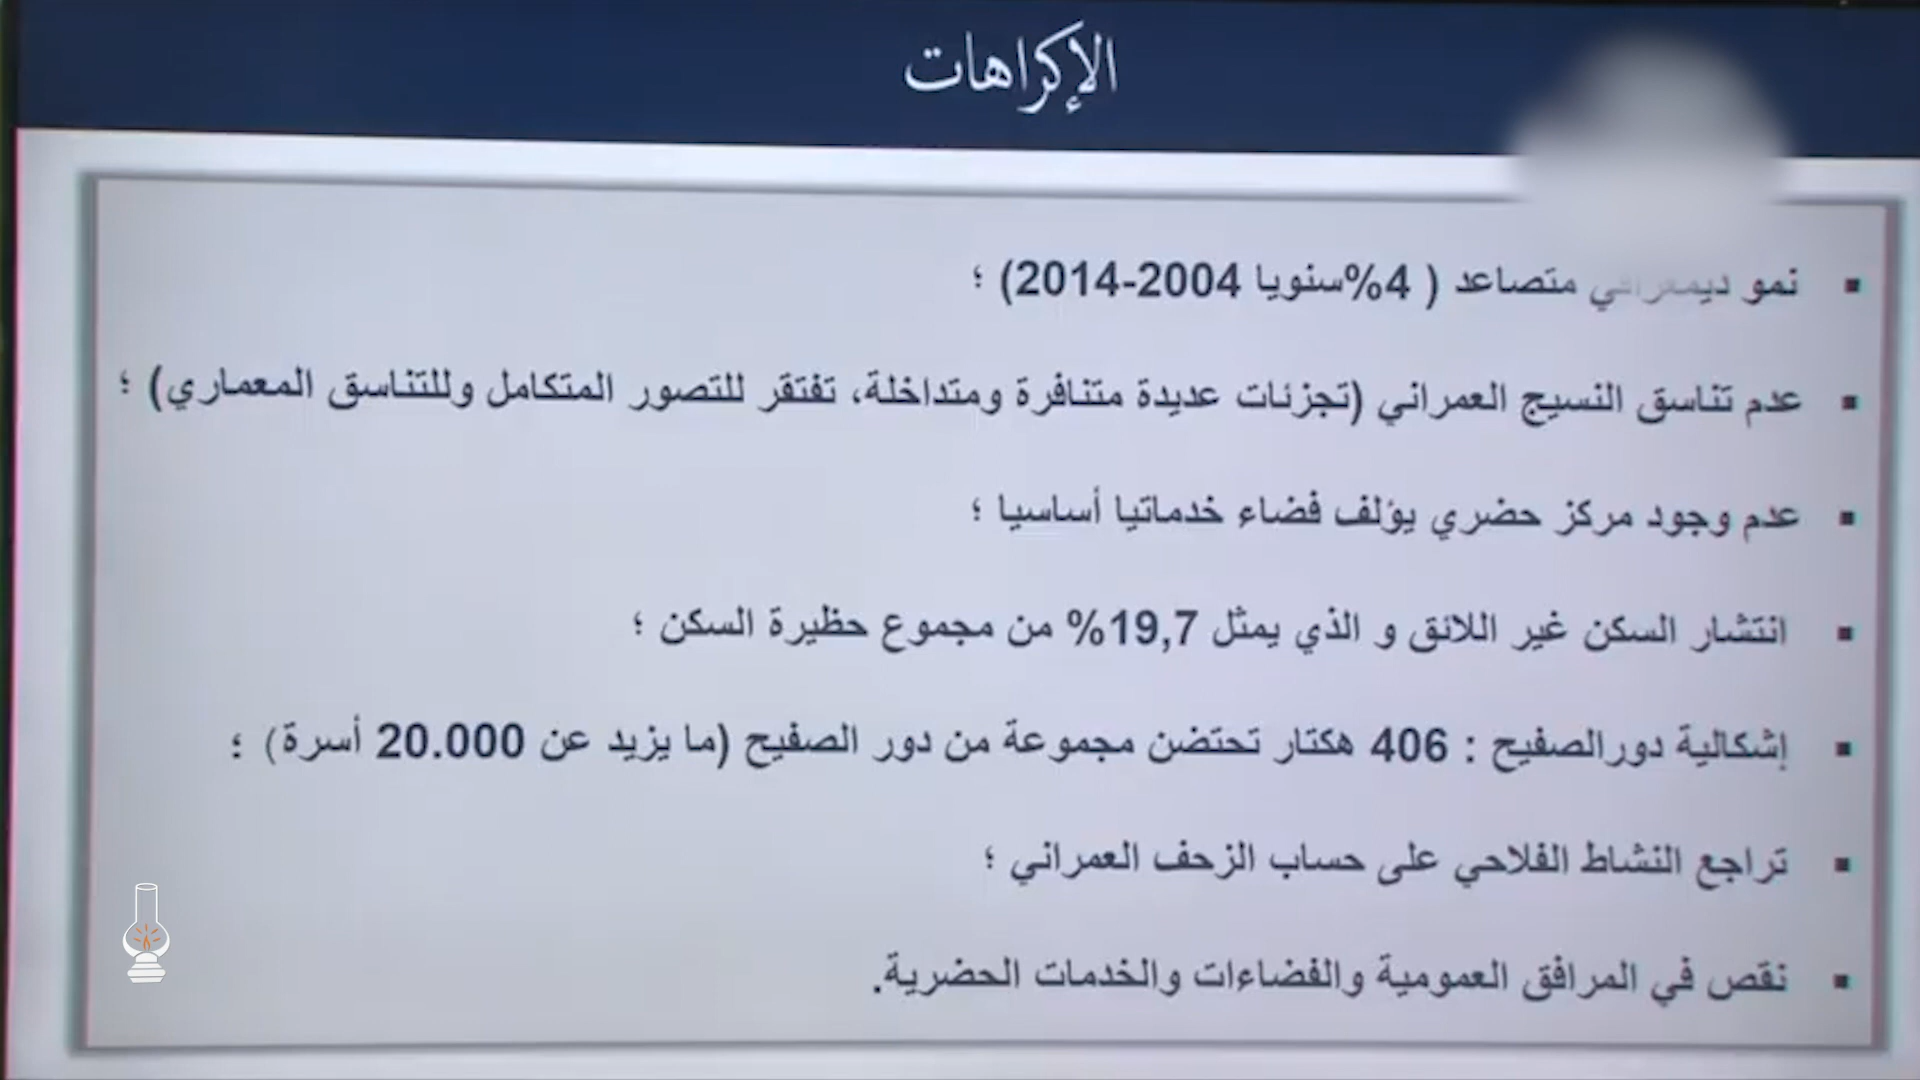 الإكراهات
نمو ديمغرافي متصاعد ( 4%سنويا 2004-2014) ؛
عدم تناسق النسيج العمراني (تجزئات عديدة متنافرة ومتداخلة، تفتقر للتصور المتكامل وللتناسق المعماري) ؛
عدم وجود مركز حضري يؤلف فضاء خدماتيا أساسيا ؛
انتشار السكن غير اللائق و الذي يمثل 19,7% من مجموع حظيرة السكن ؛
إشكالية دورالصفيح : 406 هكتار تحتضن مجموعة من دور الصفيح (ما يزيد عن 20.000 أسرة) ؛
تراجع النشاط الفلاحي على حساب الزحف العمراني ؛
نقص في المرافق العمومية والفضاءات والخدمات الحضرية.